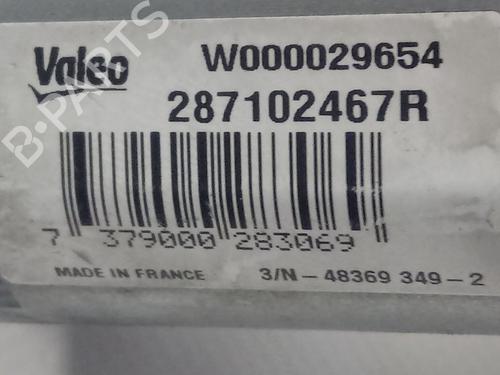 B-PARTS
Valeo
W000029654
287102467R
7 379000 283069
MADE IN FRANCE
3/N - 48369 349 - 2